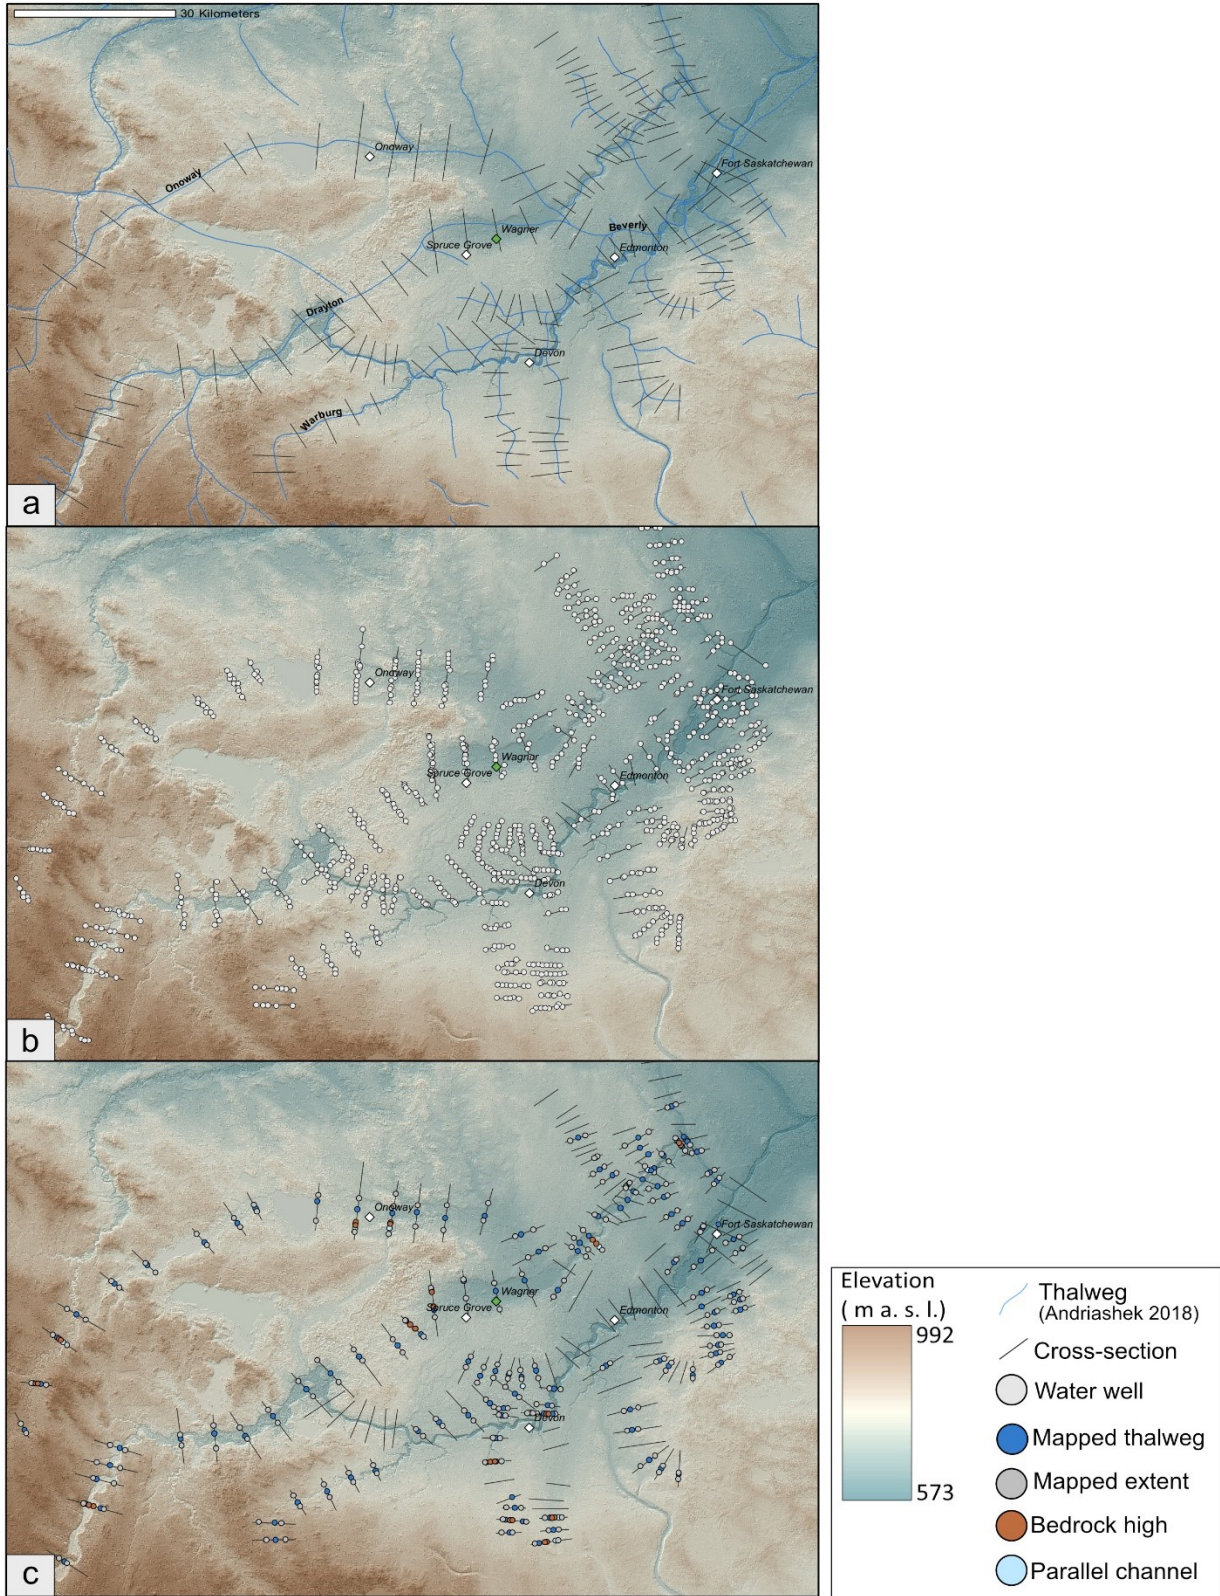 30 Kilometers
Onoway
Fort Saskatchewan
Onoway
Wagner
Beverly
Spruce Grove
Edmonton
Drayton
Devon
Warburg
a
Onoway
Fort Saskatchewan
Wagner
Spruce Grove
Edmonton
Devon
b
Onoway
Fort Saskatchewan
Wagner
Spruce Grove
Edmonton
Devon
c
Elevation
( m a. s. l.)
992
573
Thalweg
(Andriashek 2018)
Cross-section
Water well
Mapped thalweg
Mapped extent
Bedrock high
Parallel channel